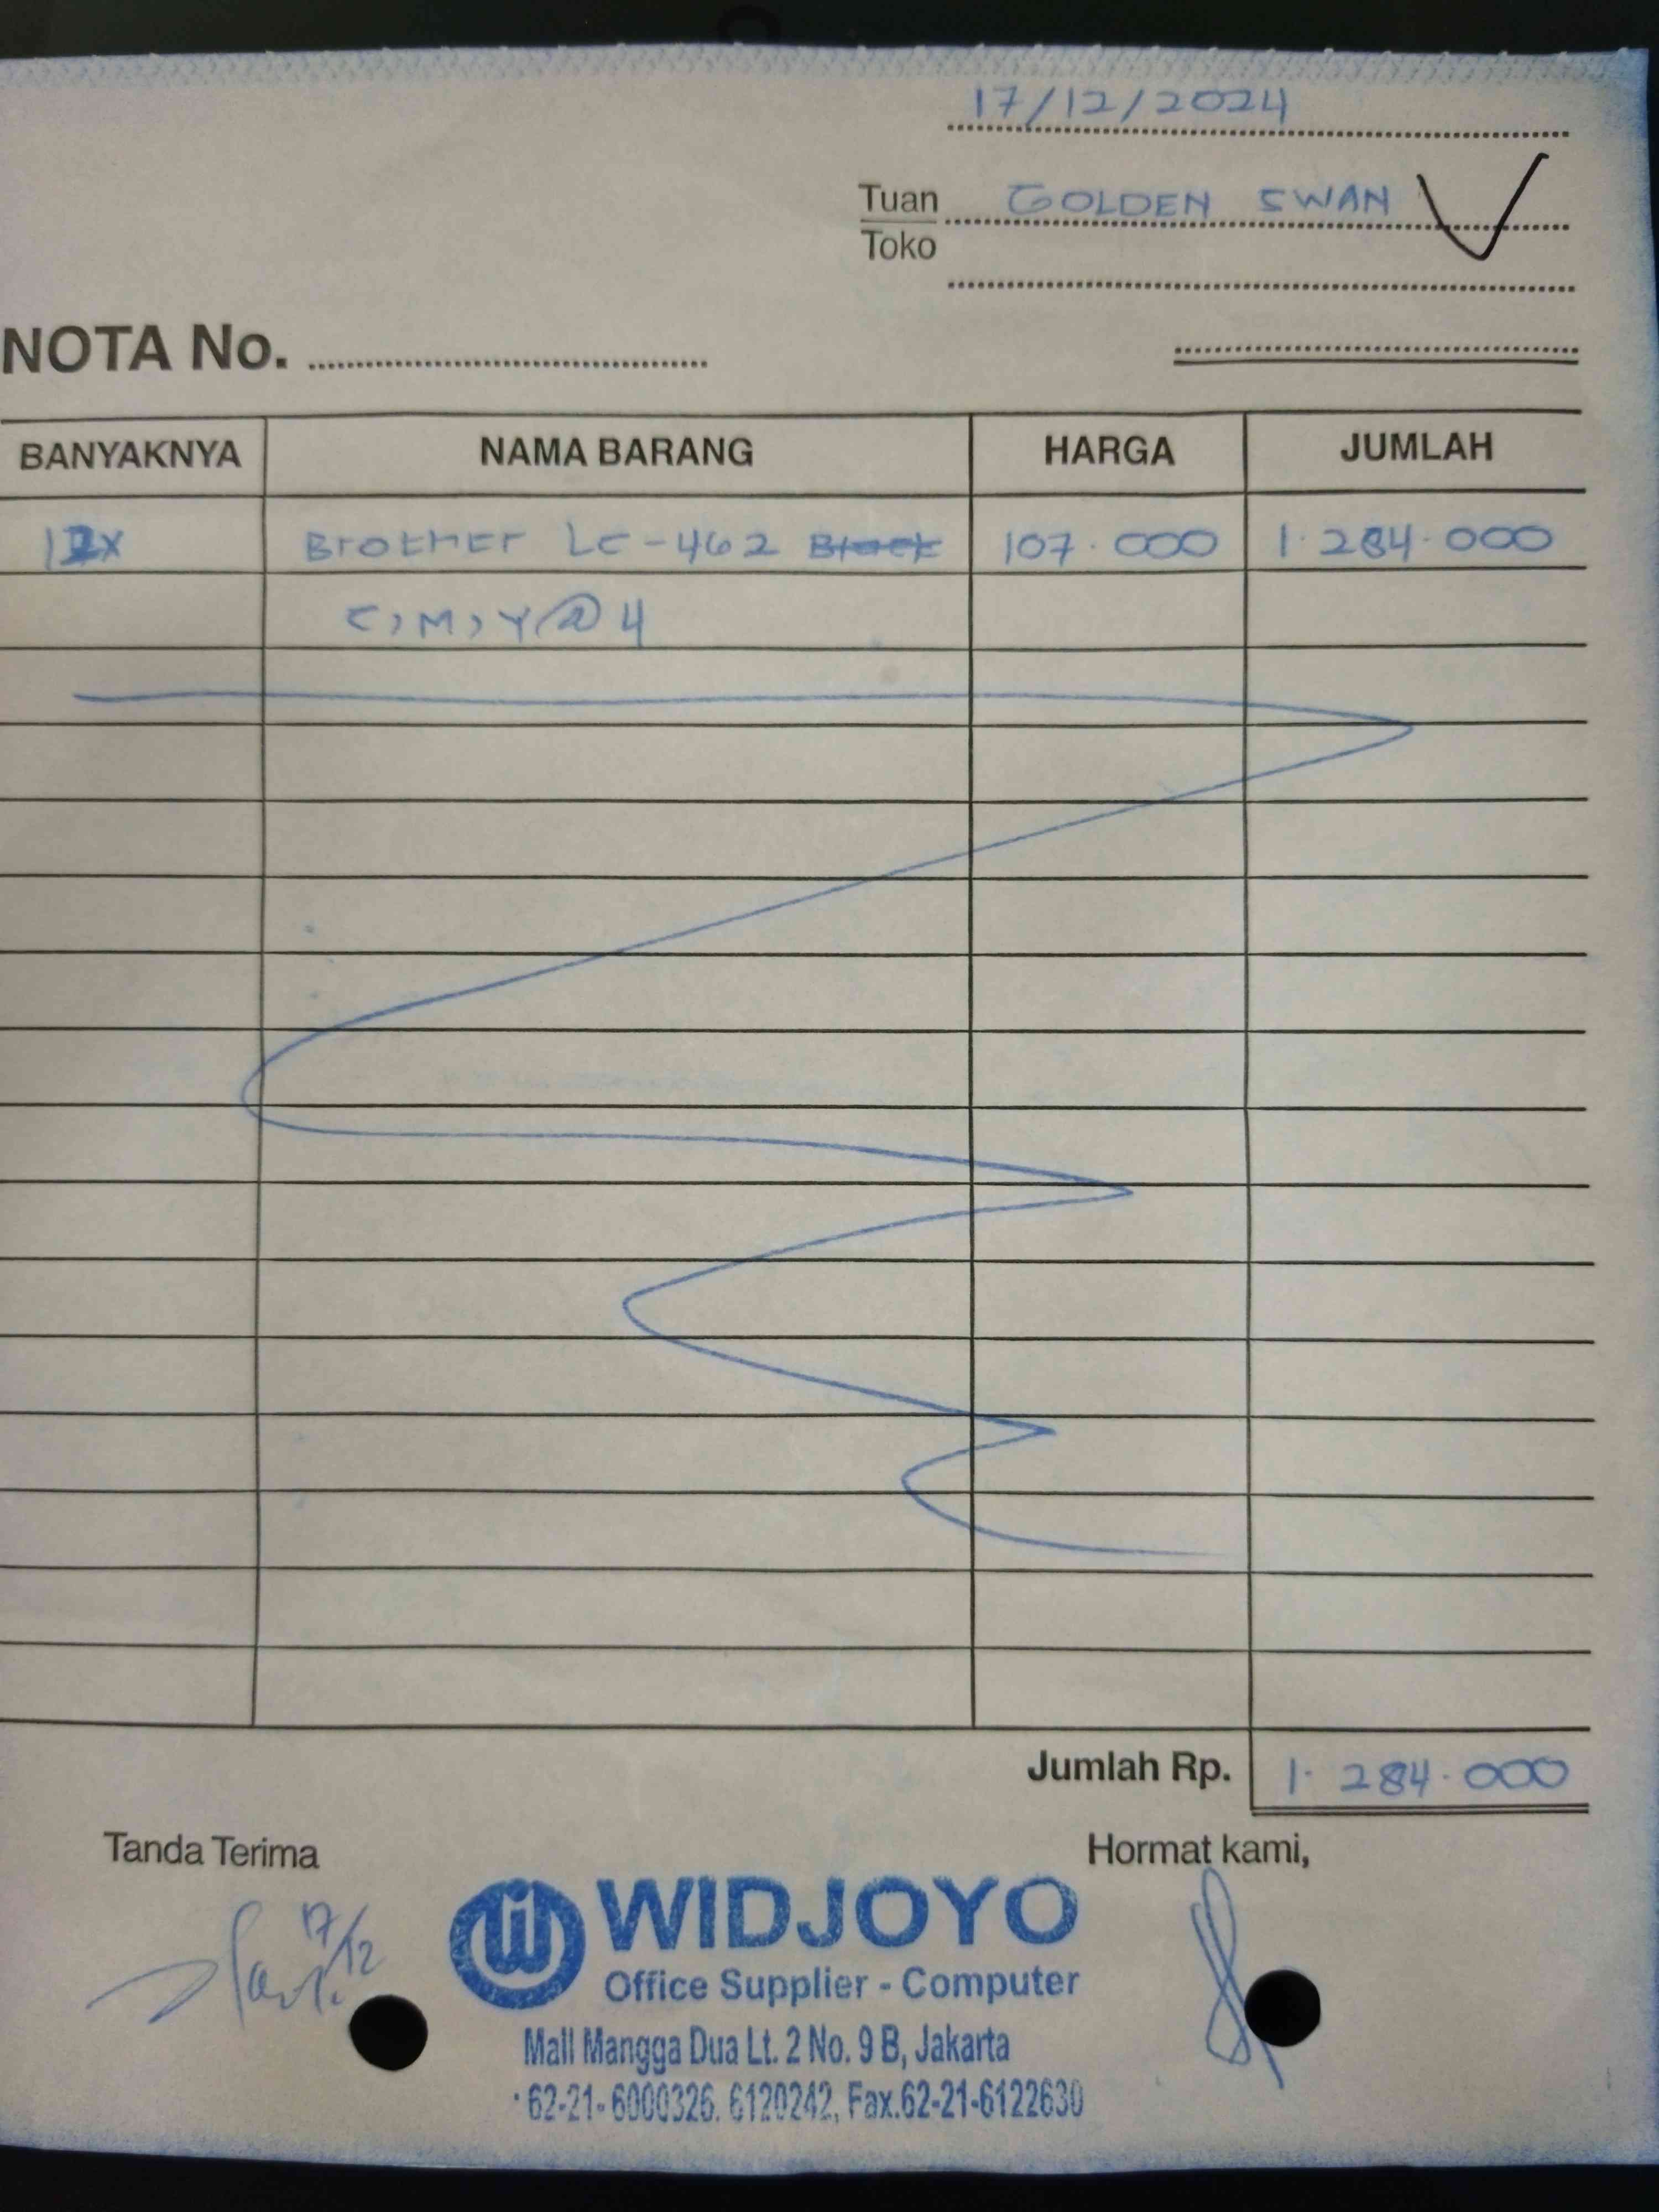 17/12/2024
Tuan GOLDEN SWAN
Toko
NOTA No.
BANYAKNYA NAMA BARANG HARGA JUMLAH
12x Brother LC-462 Black 107.000 1.284.000
C, M, Y @ 4
Jumlah Rp. 1.284.000
Tanda Terima Hormat kami,
17/12
WIDJOYO
Office Supplier - Computer
Mall Mangga Dua Lt. 2 No. 9 B, Jakarta
62-21-6000326. 6120242, Fax.62-21-6122630